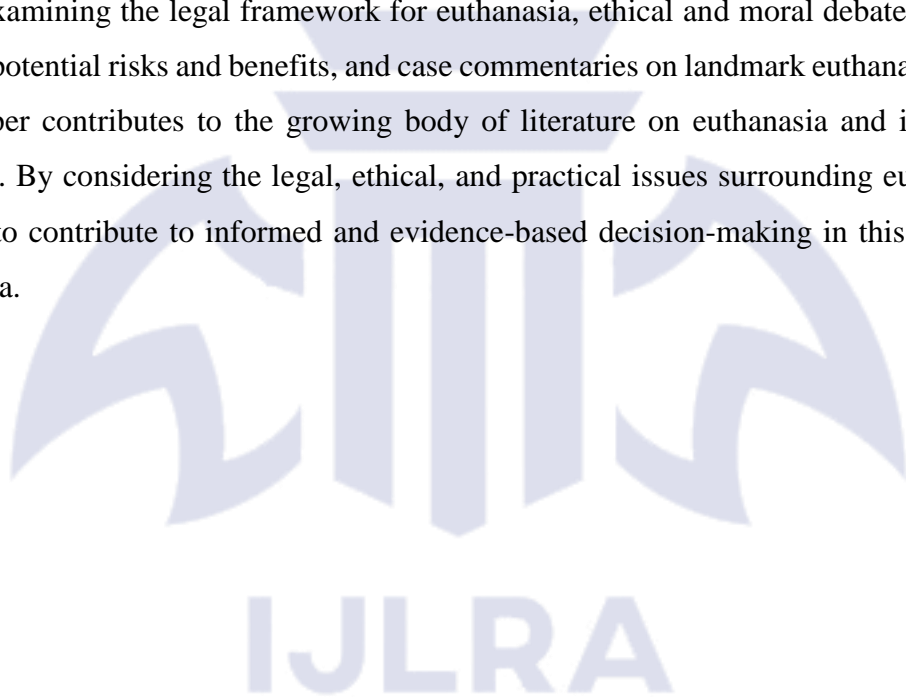 xamining the legal framework for euthanasia, ethical and moral debate
potential risks and benefits, and case commentaries on landmark euthana
per contributes to the growing body of literature on euthanasia and i
. By considering the legal, ethical, and practical issues surrounding eu
to contribute to informed and evidence-based decision-making in this
a.
IJLRA